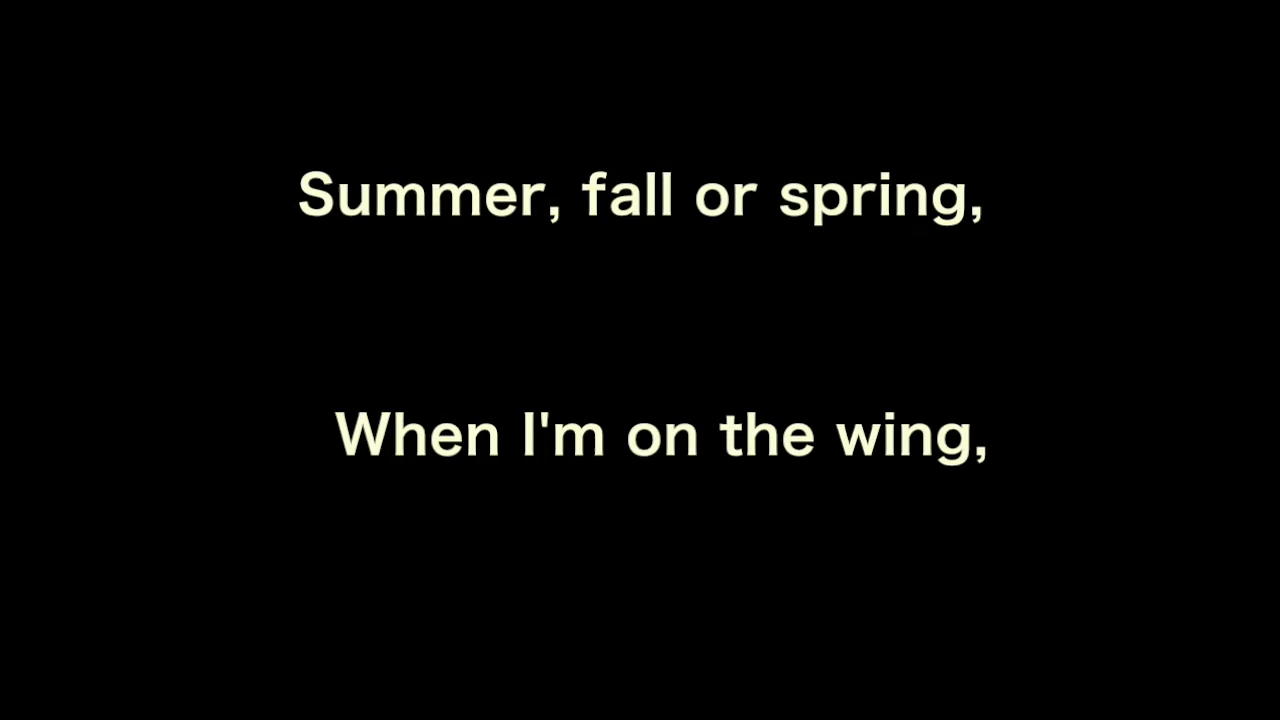 Summer, fall or spring,
When I'm on the wing,